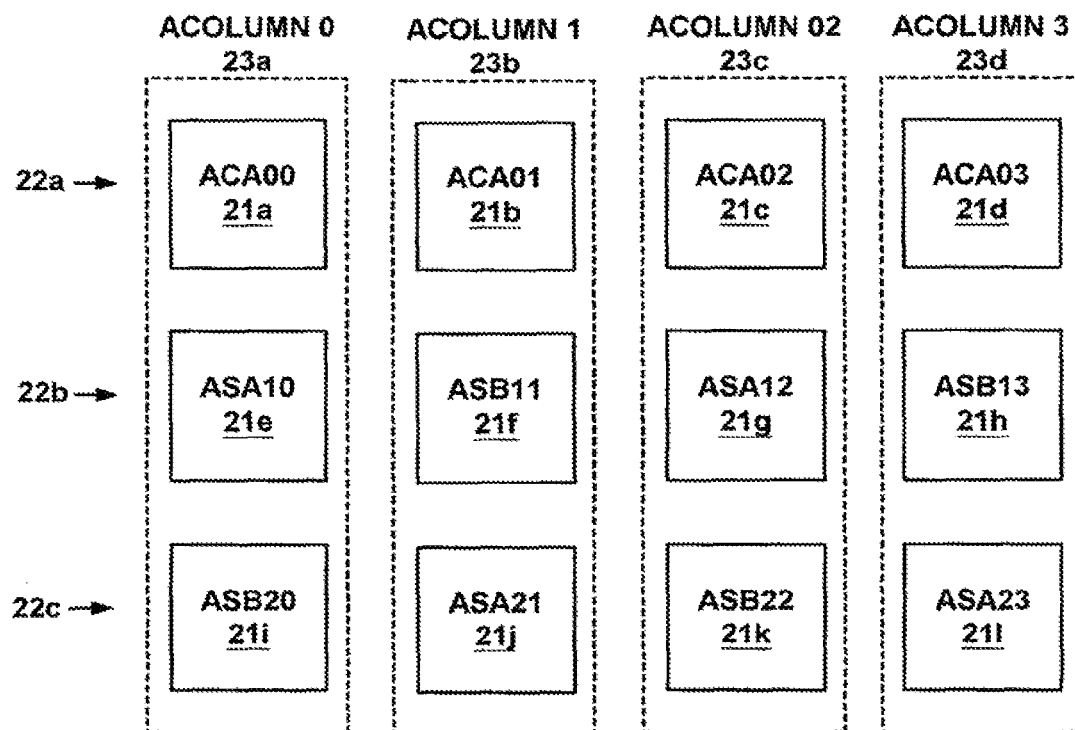 ACOLUMN 0 ACOLUMN 1 ACOLUMN 02 ACOLUMN 3
23a 23b 23c 23d
22a ACA00 ACA01 ACA02 ACA03
21a 21b 21c 21d
22b ASA10 ASB11 ASA12 ASB13
21e 21f 21g 21h
22c ASB20 ASA21 ASB22 ASA23
21i 21j 21k 21l